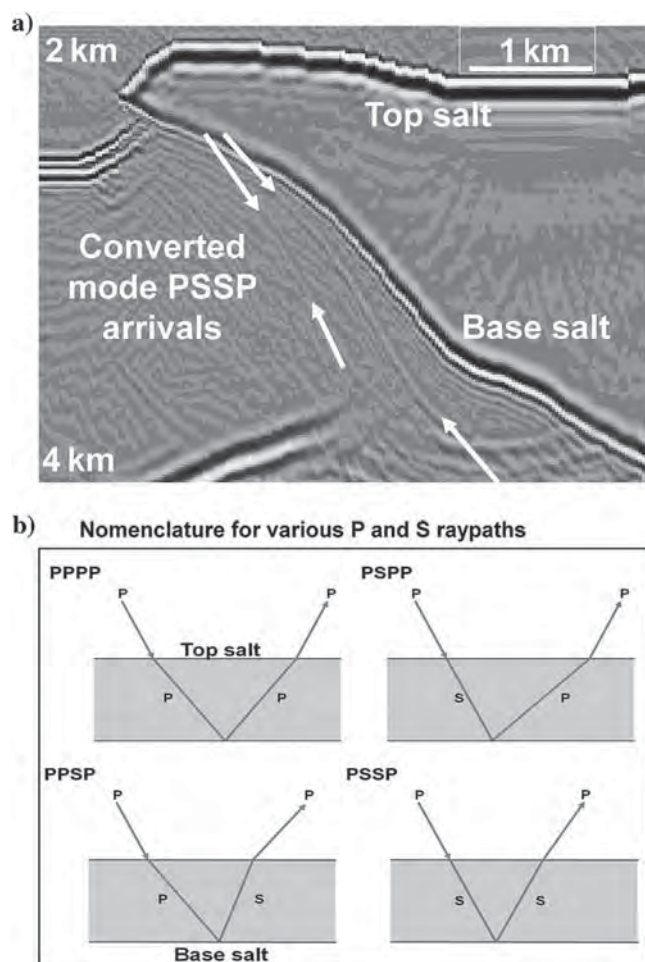 a)
2 km
1 km
Top salt
Converted
mode PSSP
arrivals
Base salt
4 km
b) Nomenclature for various P and S raypaths
PPPP
P
P
Top salt
P
P
PSPP
P
P
S
P
PPSP
P
P
P
S
Base salt
PSSP
P
P
S
S